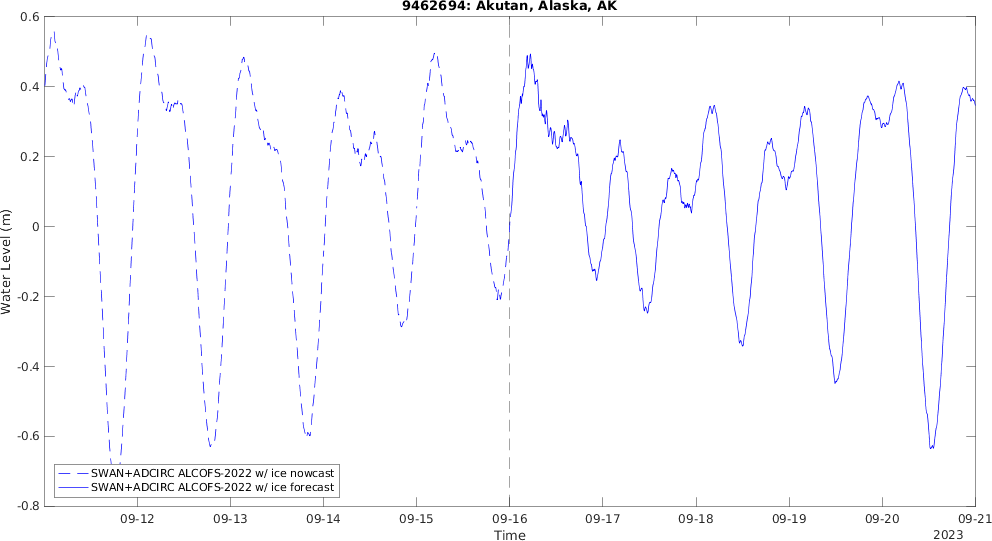 9462694: Akutan, Alaska, AK
0.6
0.4
0.2
0
-0.2
-0.4
-0.6
-0.8
Water Level (m)
SWAN+ADCIRC ALCOFS-2022 w/ ice nowcast
SWAN+ADCIRC ALCOFS-2022 w/ ice forecast
09-12 09-13 09-14 09-15 09-16 09-17 09-18 09-19 09-20 09-21
Time
2023